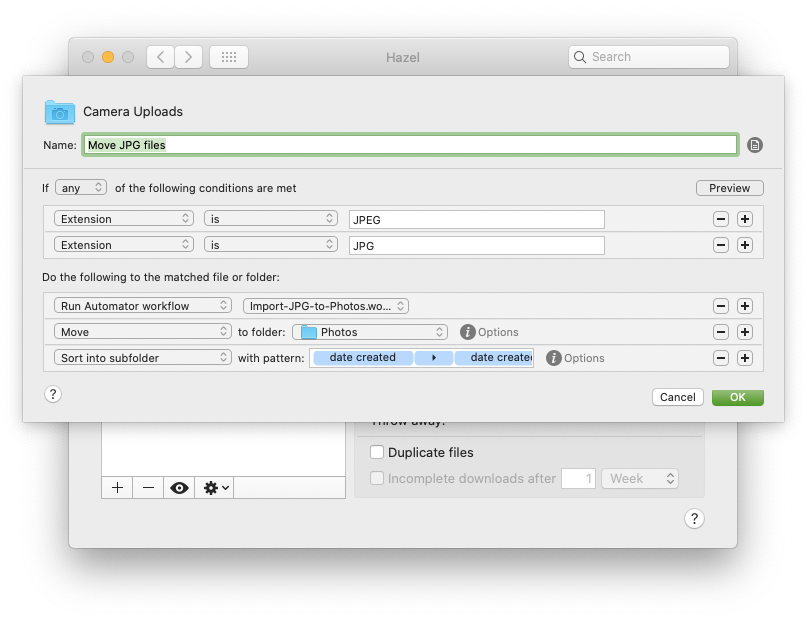 Hazel
Search
Camera Uploads
Name: Move JPG files
If any of the following conditions are met Preview
Extension is JPEG
Extension is JPG
Do the following to the matched file or folder:
Run Automator workflow Import-JPG-to-Photos.wo...
Move to folder: Photos Options
Sort into subfolder with pattern: date created date create Options
? Cancel OK
Throw away:
Duplicate files
Incomplete downloads after 1 Week
?